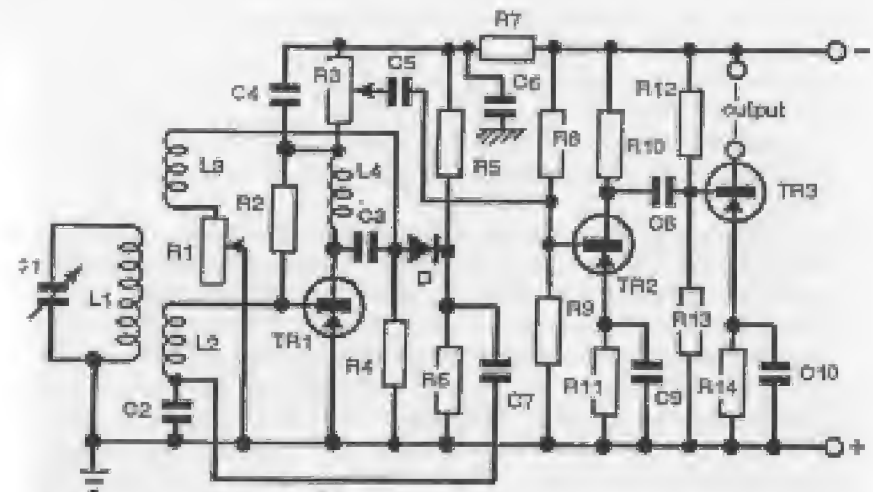 R7
C5
R3
C4
C6
R12
output
R8
R10
L3
L4
R5
R2
TR3
C3
C8
R1
D
L1
TR2
R9
R13
L2
TR1
R4
R6
C7
R11
C9
R14
C10
C2
−
+